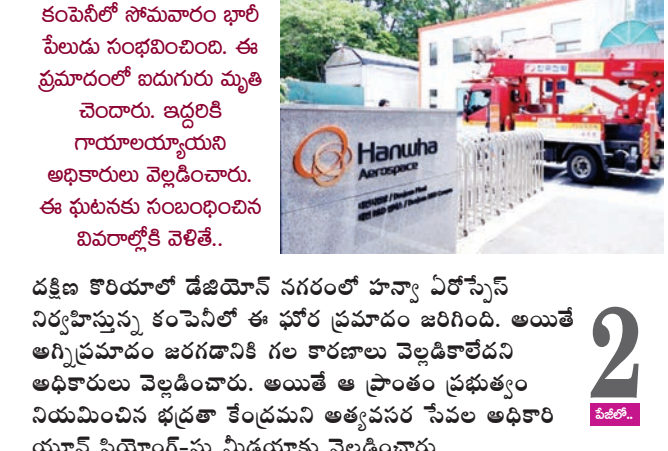 కంపెనీలో సోమవారం భారీ
పేలుడు సంభవించింది. ఈ
ప్రమాదంలో ఐదుగురు మృతి
చెందారు. ఇద్దరికి
గాయాలయ్యాయని
అధికారులు వెల్లడించారు.
ఈ ఘటనకు సంబంధించిన
వివరాల్లోకి వెళితే..
Hanwha
Aerospace
దక్షిణ కొరియాలో డేజియోన్ నగరంలో హన్వా ఏరోస్పేస్
నిర్వహిస్తున్న కంపెనీలో ఈ ఘోర ప్రమాదం జరిగింది. అయితే
అగ్నిప్రమాదం జరగడానికి గల కారణాలు వెల్లడికాలేదని
అధికారులు వెల్లడించారు. అయితే ఆ ప్రాంతం ప్రభుత్వం
నియమించిన భద్రతా కేంద్రమని అత్యవసర సేవల అధికారి
మీడియాకు వెల్లడించారు
2
పేజీలో..